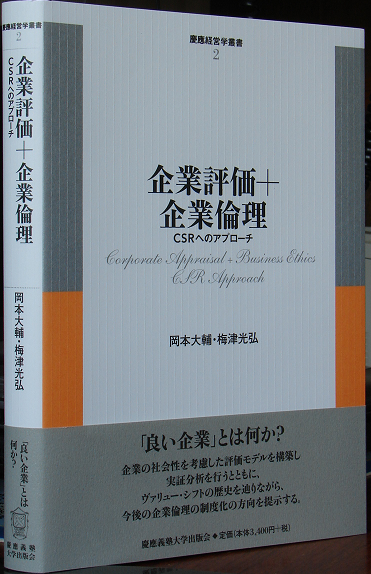 慶應経営学叢書
2
企業評価+企業倫理
CSRへのアプローチ
岡本大輔・梅津光弘
「良い企業」とは
何か?
慶應義塾
大学出版会
慶應経営学叢書
2
企業評価+
企業倫理
CSRへのアプローチ
Corporate Appraisal + Business Ethics
CSR Approach
岡本大輔・梅津光弘
「良い企業」とは何か?
企業の社会性を考慮した評価モデルを構築し
実証分析を行うとともに、
ヴァリュー・シフトの歴史を辿りながら、
今後の企業倫理の制度化の方向を提示する。
慶應義塾大学出版会 ◆定価(本体3,400円+税)